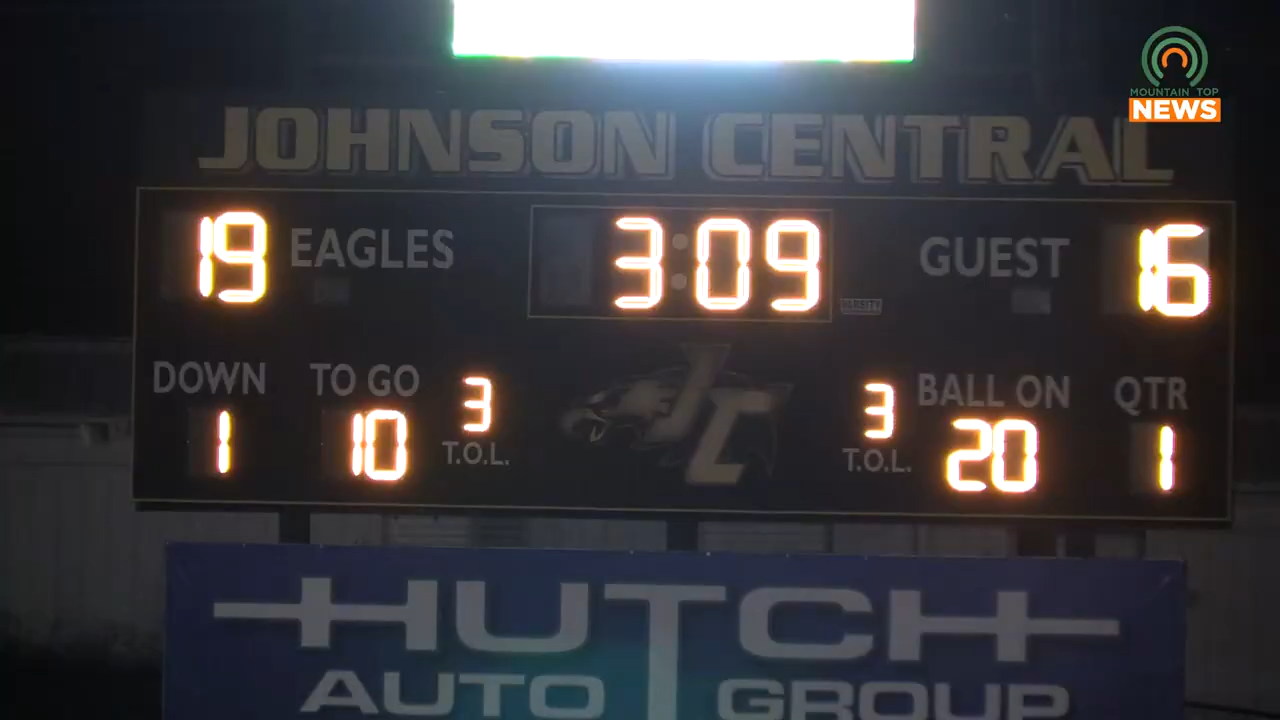 MOUNTAIN TOP
NEWS
JOHNSON CENTRAL
19 EAGLES 3:09 GUEST 16
VARSITY
DOWN TO GO 3 3 BALL ON QTR
1 10 T.O.L. JC T.O.L. 20 1
HUTCH
AUTO GROUP